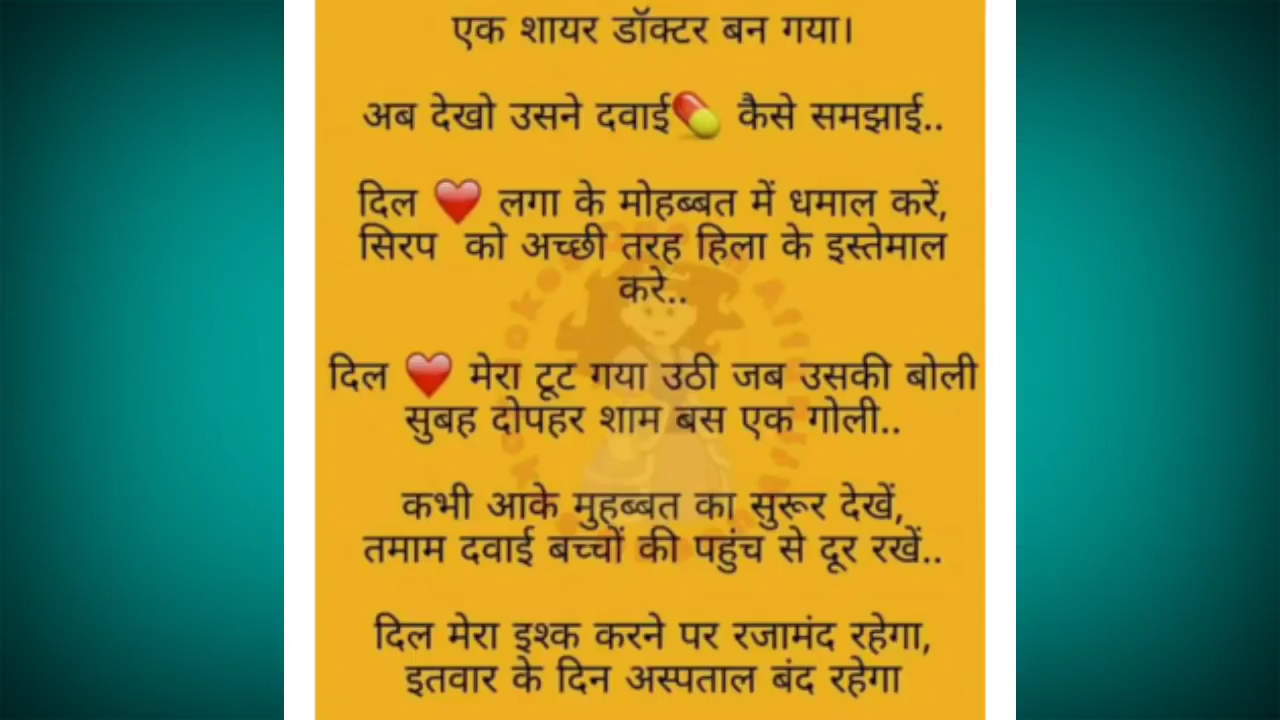 एक शायर डॉक्टर बन गया।
अब देखो उसने दवाई💊 कैसे समझाई..
दिल ❤️ लगा के मोहब्बत में धमाल करें,
सिरप को अच्छी तरह हिला के इस्तेमाल
करे..
दिल ❤️ मेरा टूट गया उठी जब उसकी बोली
सुबह दोपहर शाम बस एक गोली..
कभी आके मुहब्बत का सुरूर देखें,
तमाम दवाई बच्चों की पहुंच से दूर रखें..
दिल मेरा इश्क करने पर रजामंद रहेगा,
इतवार के दिन अस्पताल बंद रहेगा